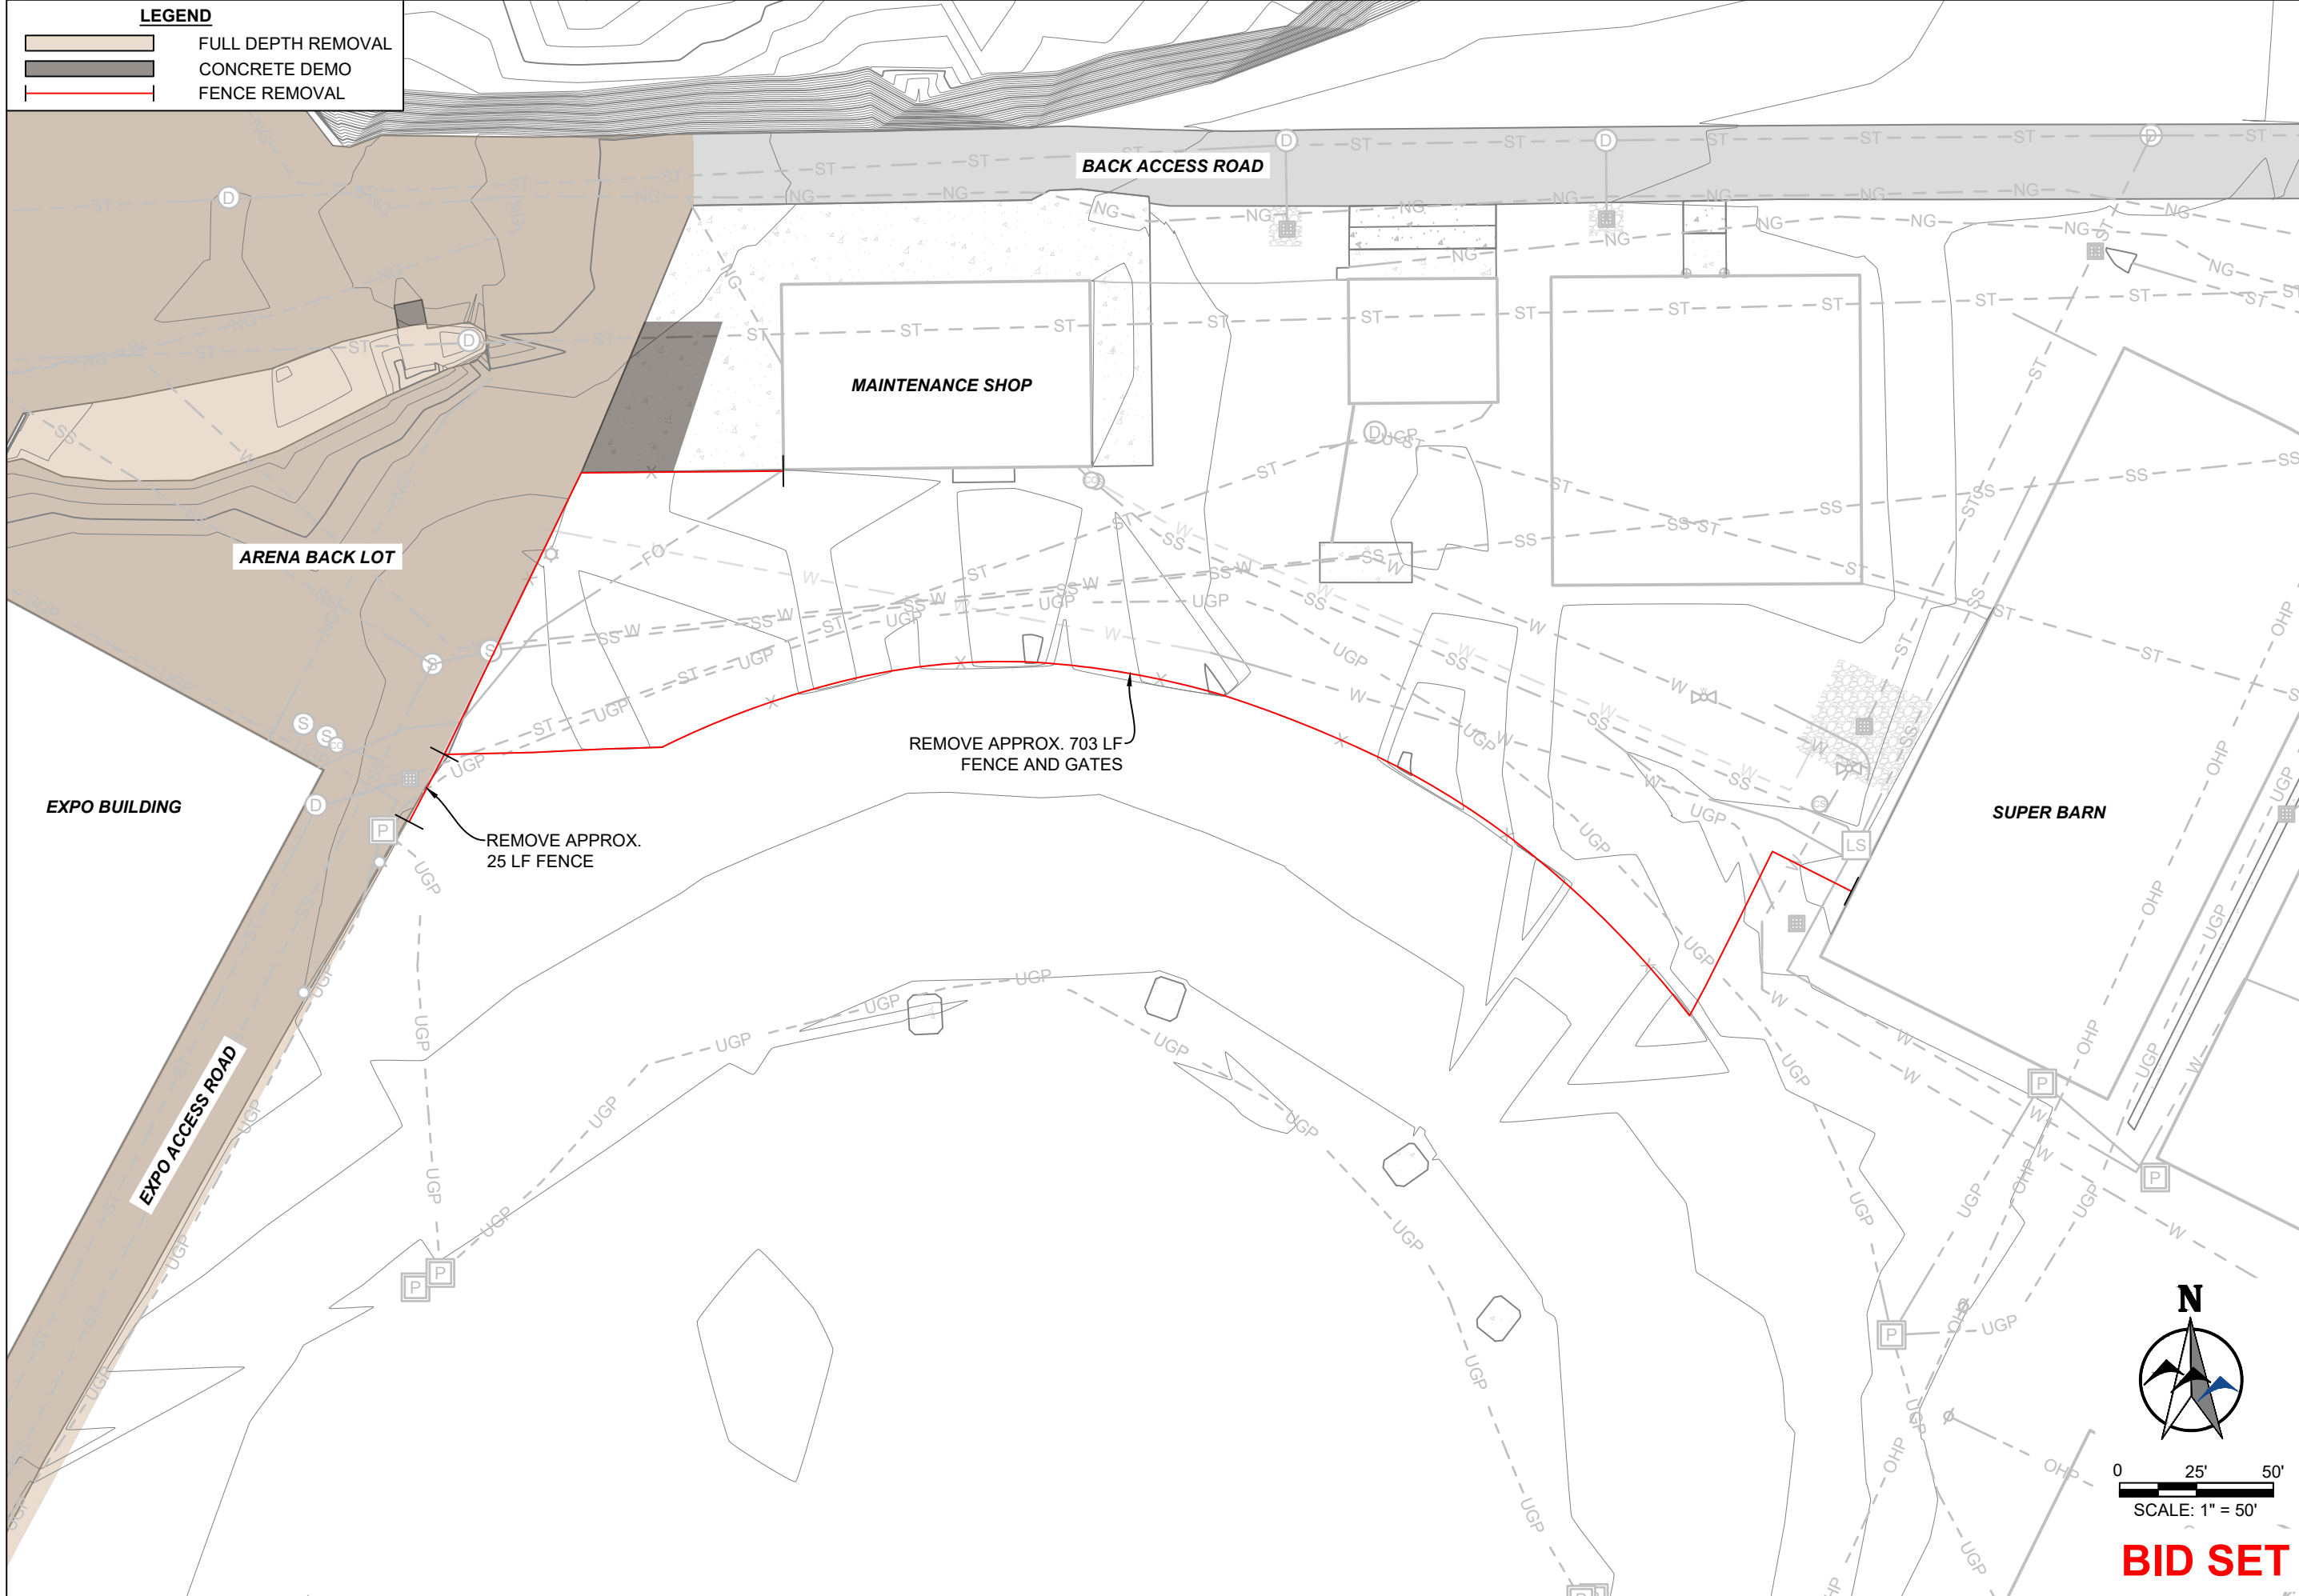 LEGEND
FULL DEPTH REMOVAL
CONCRETE DEMO
FENCE REMOVAL
BACK ACCESS ROAD
MAINTENANCE SHOP
ARENA BACK LOT
REMOVE APPROX. 703 LF
FENCE AND GATES
EXPO BUILDING
REMOVE APPROX.
25 LF FENCE
SUPER BARN
LS
EXPO ACCESS ROAD
N
0 25' 50'
SCALE: 1" = 50'
BID SET